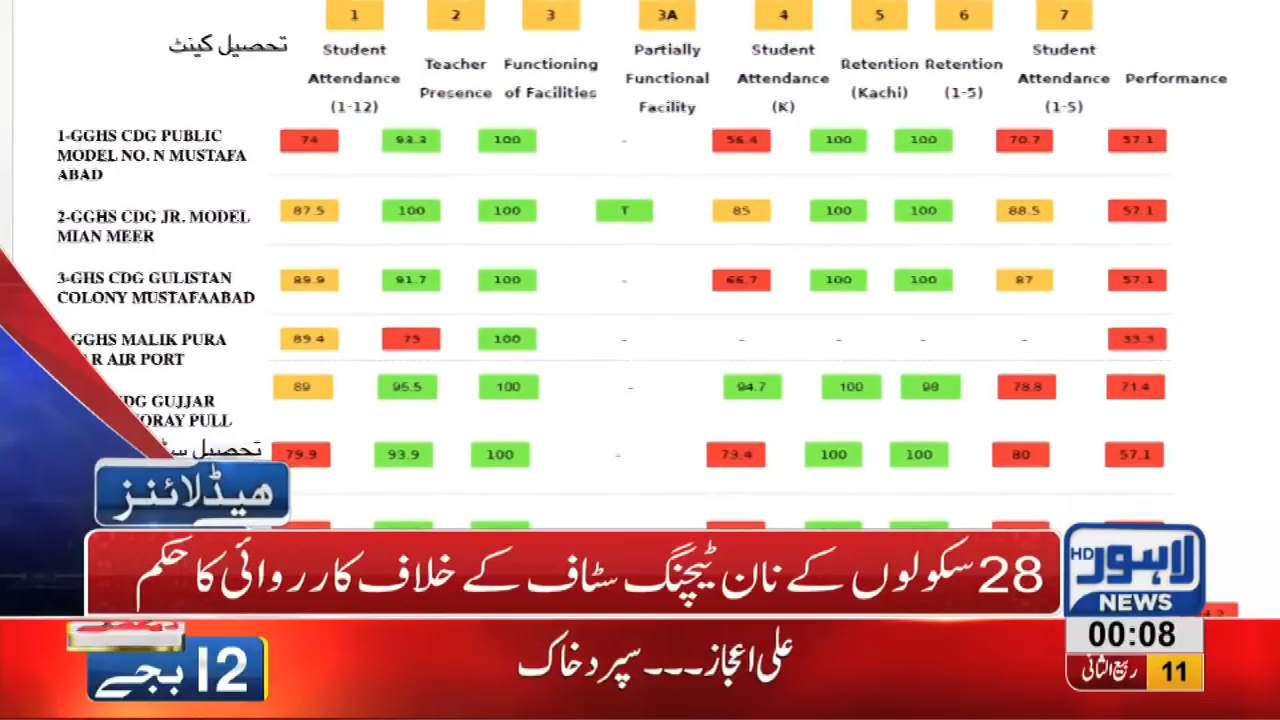 1 2 3 3A 4 5 6 7
تحصیل کینٹ
Student Attendance (1-12)
Teacher Presence
Functioning of Facilities
Partially Functional Facility
Student Attendance (K)
Retention (Kachi)
Retention (1-5)
Student Attendance (1-5)
Performance
1-GGHS CDG PUBLIC MODEL NO. N MUSTAFA ABAD 74 93.3 100 - 56.4 100 100 70.7 57.1
2-GGHS CDG JR. MODEL MIAN MEER 87.5 100 100 T 85 100 100 88.5 57.1
3-GHS CDG GULISTAN COLONY MUSTAFAABAD 89.9 91.7 100 - 66.7 100 100 87 57.1
GGHS MALIK PURA AIR PORT 89.4 75 100 - - - - - 33.3
GUJJAR PULL 89 95.5 100 - 94.7 100 98 78.8 71.4
تحصیل
79.9 93.9 100 - 73.4 100 100 80 57.1
ہیڈلائنز
28 سکولوں کے نان ٹیچنگ سٹاف کے خلاف کارروائی کا حکم
HD لاہور
NEWS
00:08
11 ربیع الثانی
علی اعجاز۔۔۔سپرد خاک
12 بجے